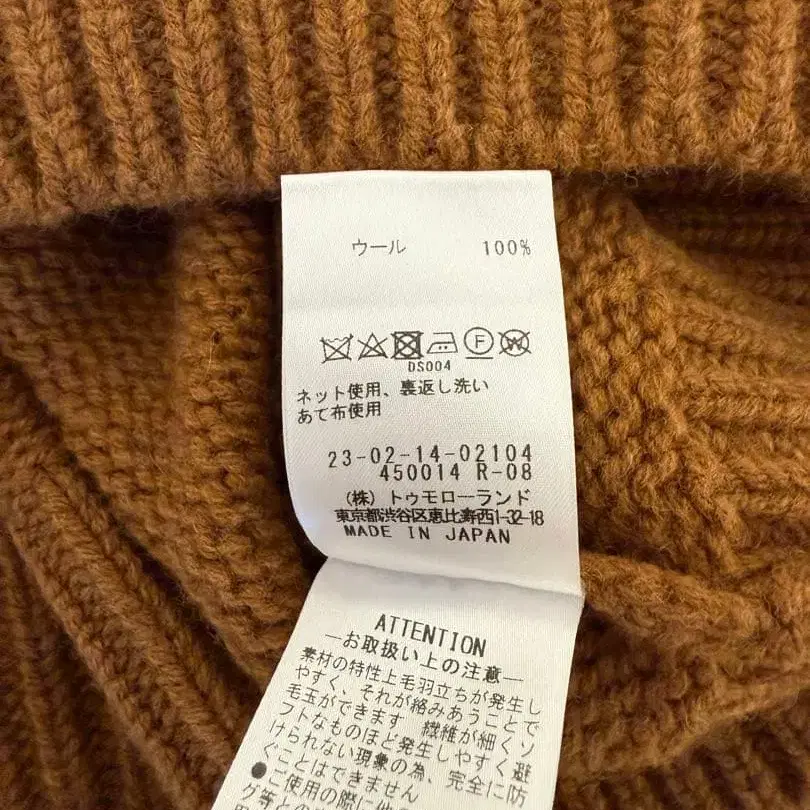 ウール 100%
DS004
ネット使用、裏返し洗い
あて布使用
23-02-14-02104
450014 R-08
(株) トゥモローランド
東京都渋谷区恵比寿西1-32-18
MADE IN JAPAN
ATTENTION
―お取扱い上の注意―
素材の特性上毛羽立ちが発生し
やすく、それが絡みあうことで
毛玉ができます 繊維が細くソ
フトなものほど発生しやすく避
けられない現象の為、完全に防
ぐことはできません
●ご使用の際に他の
グ等との